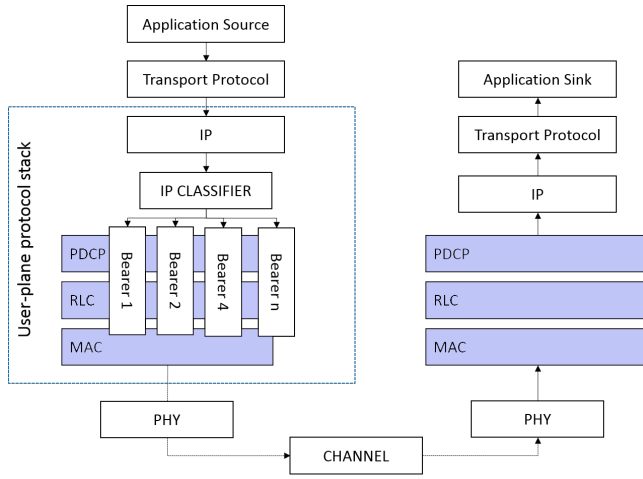 Application Source
Transport Protocol
User-plane protocol stack
IP
IP CLASSIFIER
PDCP
RLC
MAC
Bearer 1
Bearer 2
Bearer 4
Bearer n
PHY
CHANNEL
Application Sink
Transport Protocol
IP
PDCP
RLC
MAC
PHY